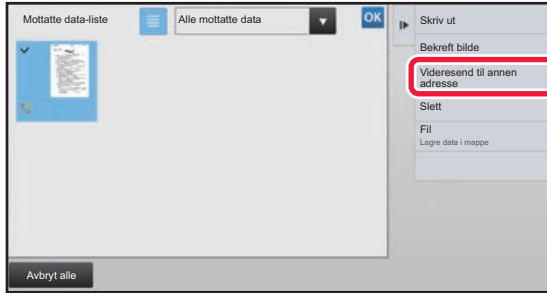 Mottatte data-liste
Alle mottatte data
OK
Skriv ut
Bekreft bilde
Videresend til annen
adresse
Slett
Fil
Lagre data i mappe
Avbryt alle